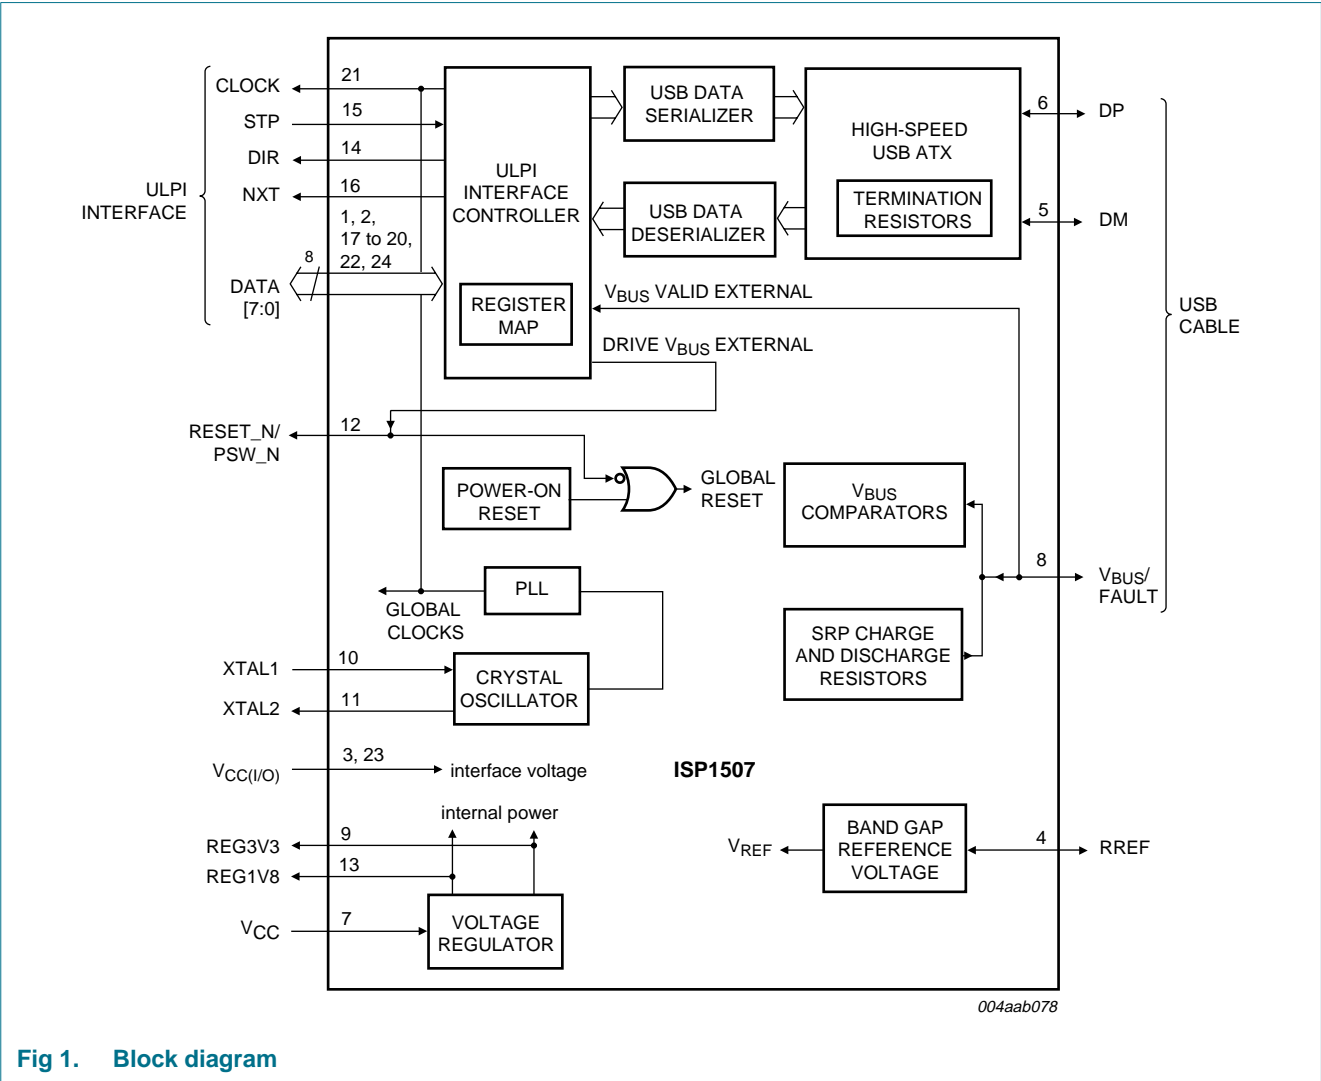 CLOCK
21
STP
15
DIR
14
NXT
16
ULPI
INTERFACE
1, 2,
17 to 20,
22, 24
8
DATA
[7:0]
ULPI
INTERFACE
CONTROLLER
REGISTER
MAP
USB DATA
SERIALIZER
USB DATA
DESERIALIZER
HIGH-SPEED
USB ATX
TERMINATION
RESISTORS
6
DP
5
DM
USB
CABLE
VBUS VALID EXTERNAL
DRIVE VBUS EXTERNAL
RESET_N/
PSW_N
12
POWER-ON
RESET
GLOBAL
RESET
VBUS
COMPARATORS
8
VBUS/
FAULT
SRP CHARGE
AND DISCHARGE
RESISTORS
PLL
GLOBAL
CLOCKS
XTAL1
10
XTAL2
11
CRYSTAL
OSCILLATOR
VCC(I/O)
3, 23
interface voltage
ISP1507
internal power
REG3V3
9
REG1V8
13
VCC
7
VOLTAGE
REGULATOR
VREF
BAND GAP
REFERENCE
VOLTAGE
4
RREF
004aab078
Fig 1. Block diagram